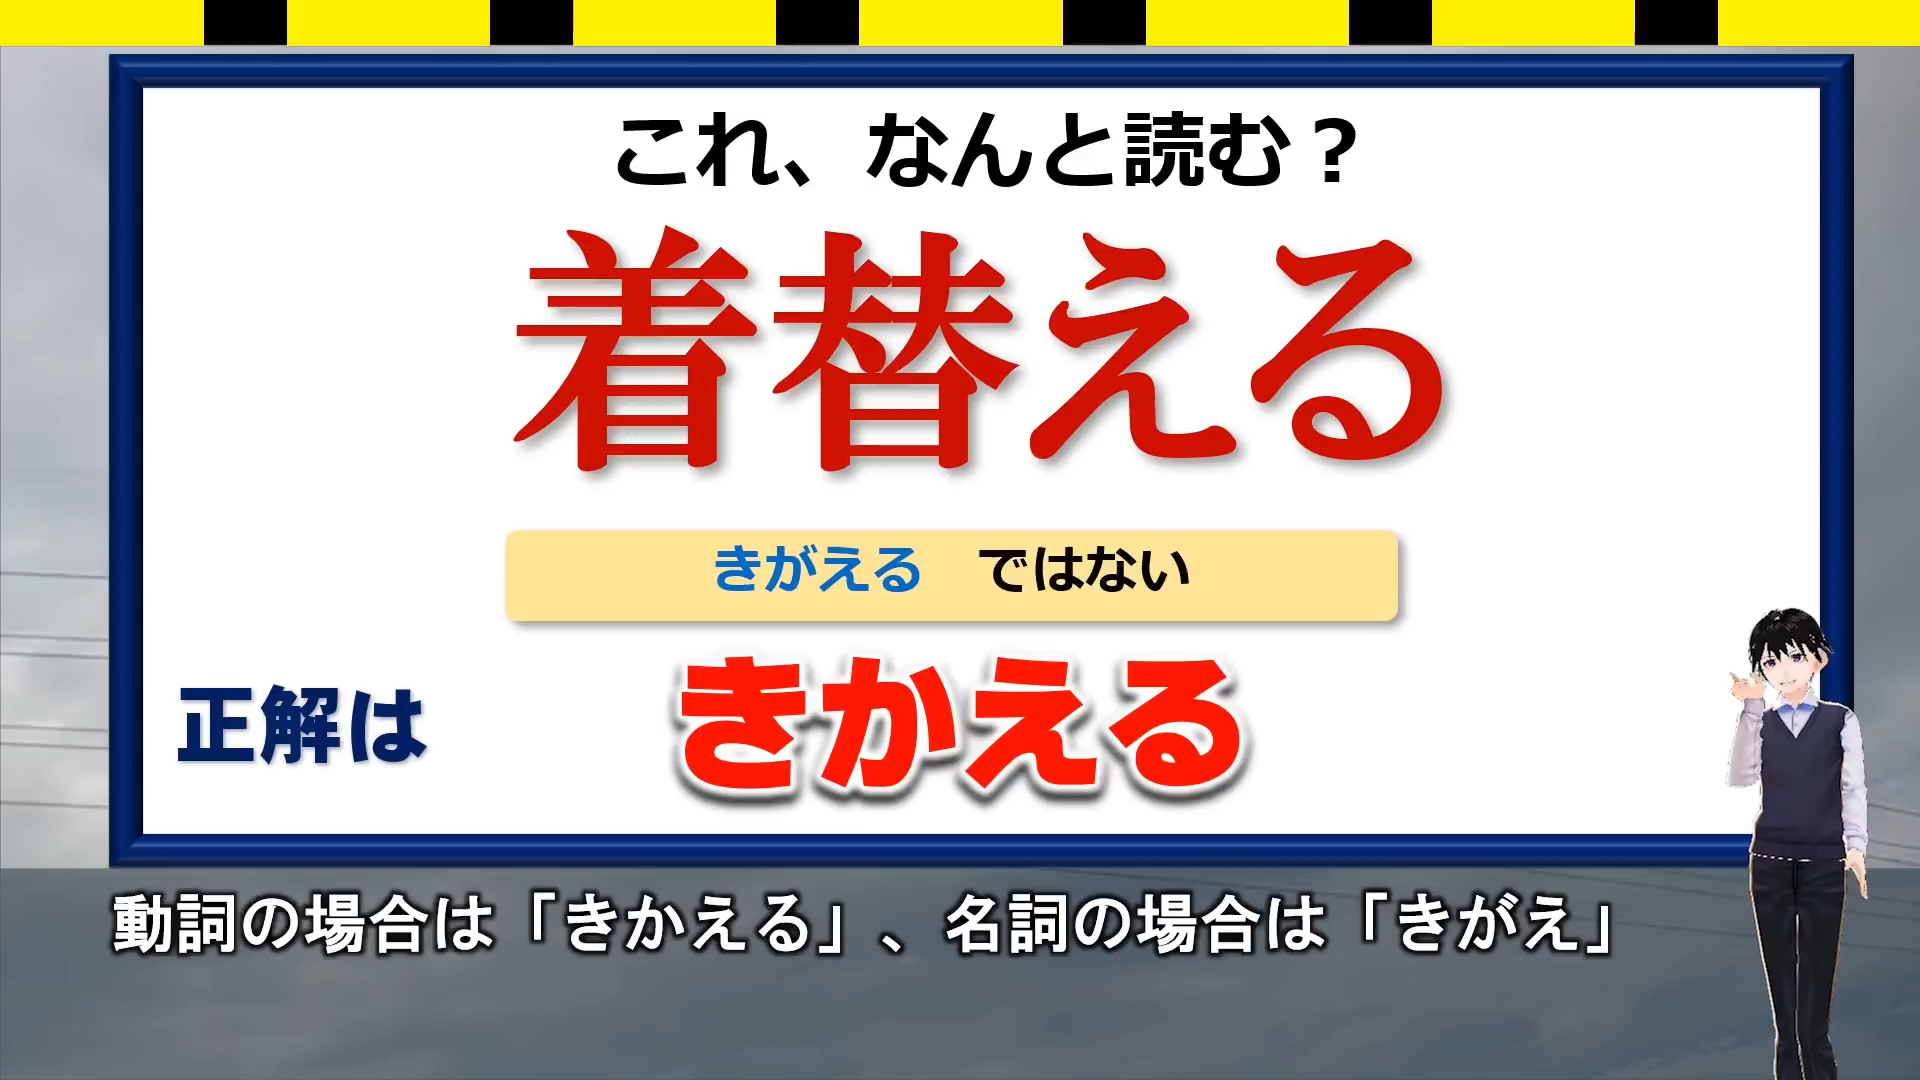 これ、なんと読む？
着替える
きがえる　ではない
正解は　きかえる
動詞の場合は「きかえる」、名詞の場合は「きがえ」